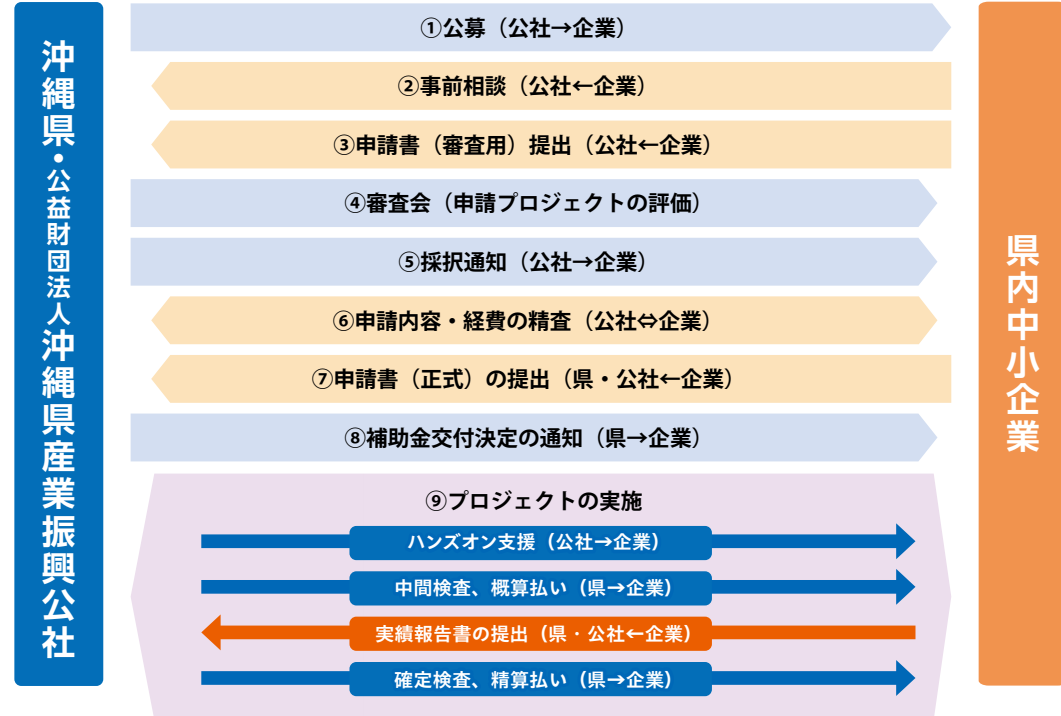 沖縄県・公益財団法人沖縄県産業振興公社
①公募（公社→企業）
②事前相談（公社←企業）
③申請書（審査用）提出（公社←企業）
④審査会（申請プロジェクトの評価）
⑤採択通知（公社→企業）
⑥申請内容・経費の精査（公社⇔企業）
⑦申請書（正式）の提出（県・公社←企業）
⑧補助金交付決定の通知（県→企業）
⑨プロジェクトの実施
ハンズオン支援（公社→企業）
中間検査、概算払い（県→企業）
実績報告書の提出（県・公社←企業）
確定検査、精算払い（県→企業）
県内中小企業